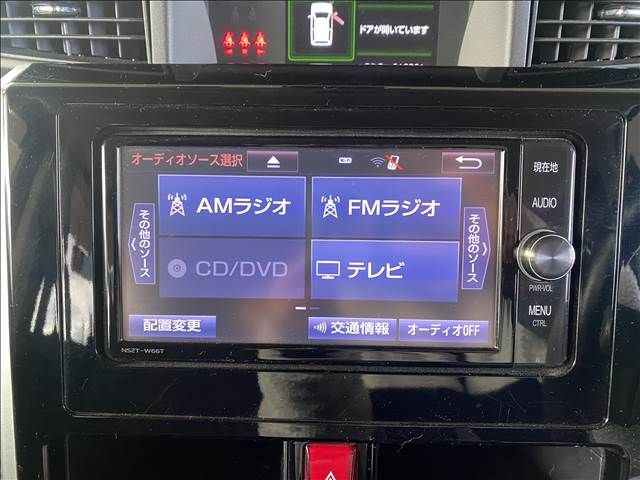 ドアが開いています
オーディオソース選択
現在地
AMラジオ
FMラジオ
AUDIO
その他のソース
その他のソース
CD/DVD
テレビ
PWR-VOL
MENU
CTRL
配置変更
交通情報
オーディオOFF
NSZT-W66T